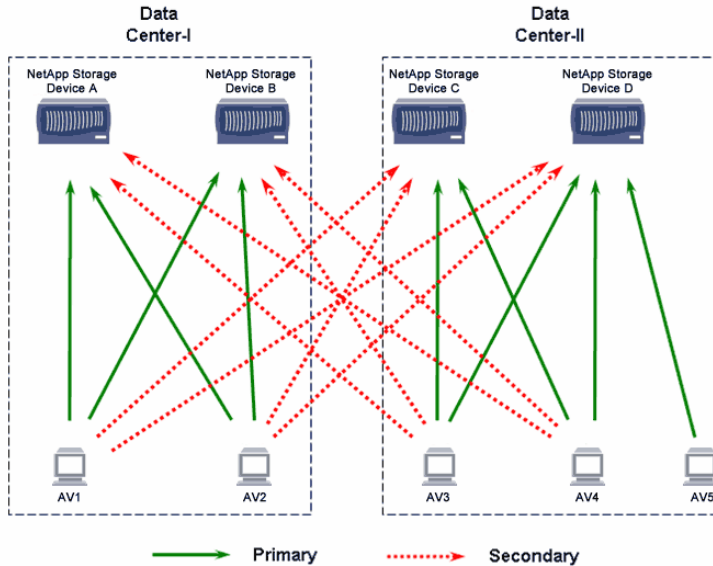 Data
Center-I
Data
Center-II
NetApp Storage
Device A
NetApp Storage
Device B
NetApp Storage
Device C
NetApp Storage
Device D
AV1
AV2
AV3
AV4
AV5
Primary
Secondary